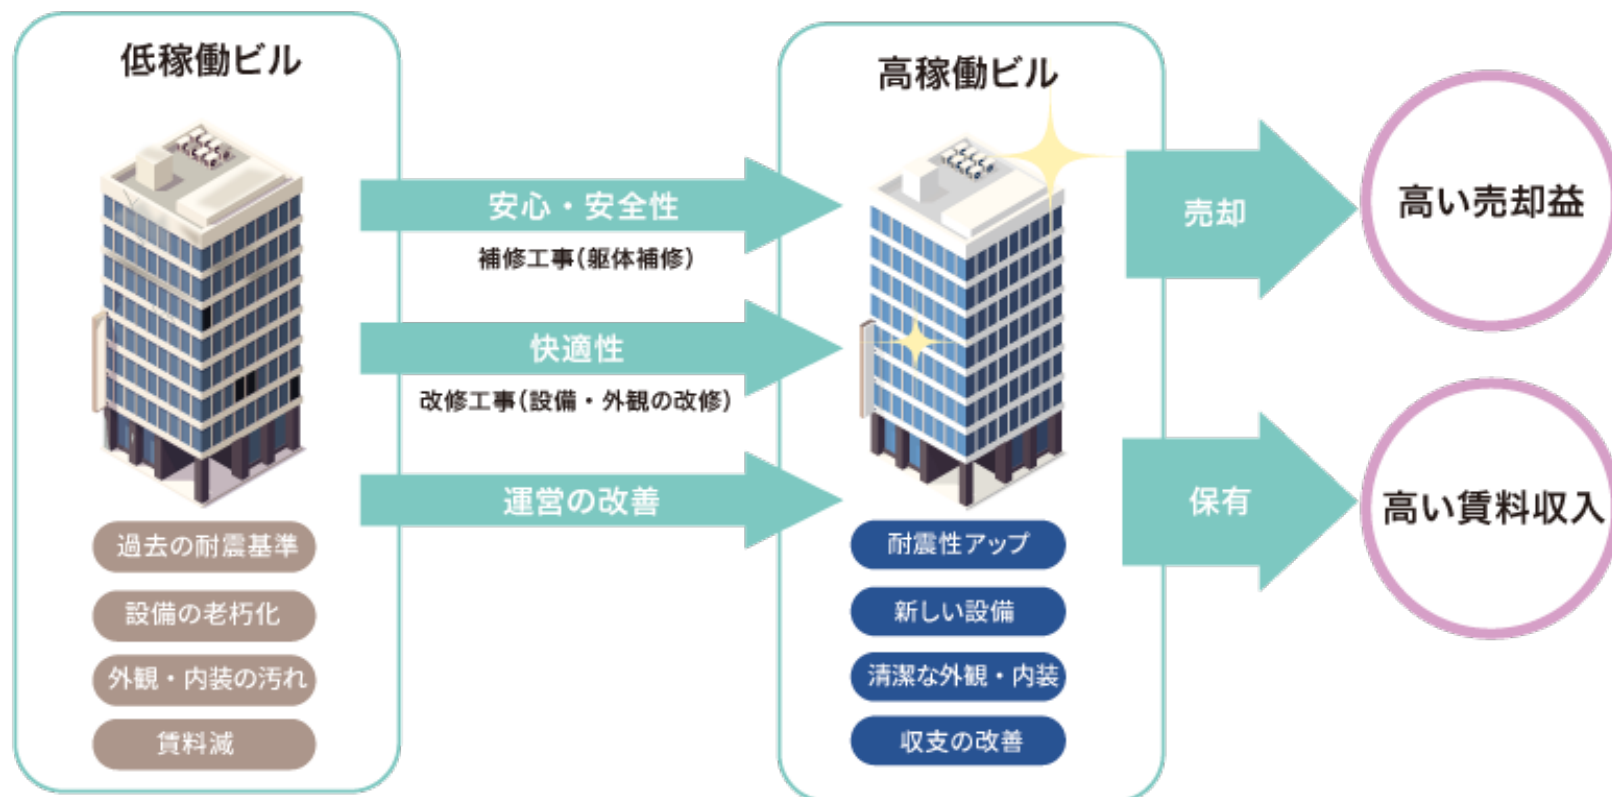 低稼働ビル
過去の耐震基準
設備の老朽化
外観・内装の汚れ
賃料減
安心・安全性
補修工事(躯体補修)
快適性
改修工事(設備・外観の改修)
運営の改善
高稼働ビル
耐震性アップ
新しい設備
清潔な外観・内装
収支の改善
売却
高い売却益
保有
高い賃料収入